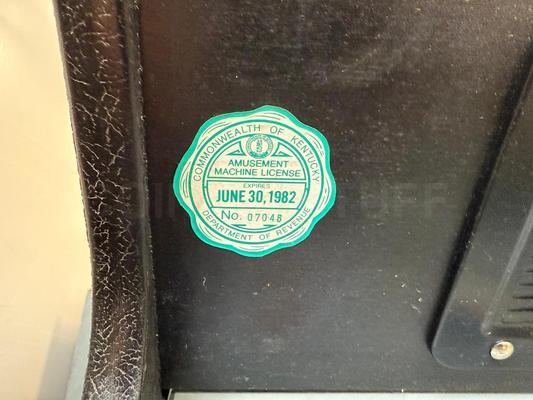 COMMONWEALTH OF KENTUCKY
AMUSEMENT
MACHINE LICENSE
EXPIRES
JUNE 30, 1982
No. 07048
DEPARTMENT OF REVENUE